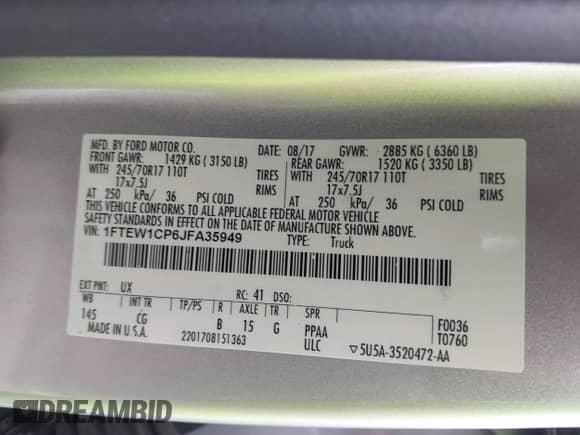 MFD. BY FORD MOTOR CO. DATE: 08/17 GVWR: 2885 KG ( 6360 LB)
FRONT GAWR: 1429 KG ( 3150 LB) REAR GAWR: 1520 KG ( 3350 LB)
WITH 245/70R17 110T TIRES WITH 245/70R17 110T TIRES
17x7.5J RIMS 17x7.5J RIMS
AT 250 kPa/ 36 PSI COLD AT 250 kPa/ 36 PSI COLD
THIS VEHICLE CONFORMS TO ALL APPLICABLE FEDERAL MOTOR VEHICLE
SAFETY STANDARDS IN EFFECT ON THE DATE OF MANUFACTURE SHOWN ABOVE.
VIN: 1FTEW1CP6JFA35949 TYPE: Truck
EXT PNT: UX RC: 41 DSO:
WB INT TR TP/PS R AXLE TR SPR F0036
145 CG B 15 G PPAA T0760
MADE IN U.S.A. 2201708151363 ULC ▽5U5A-3520472-AA
DREAMBID